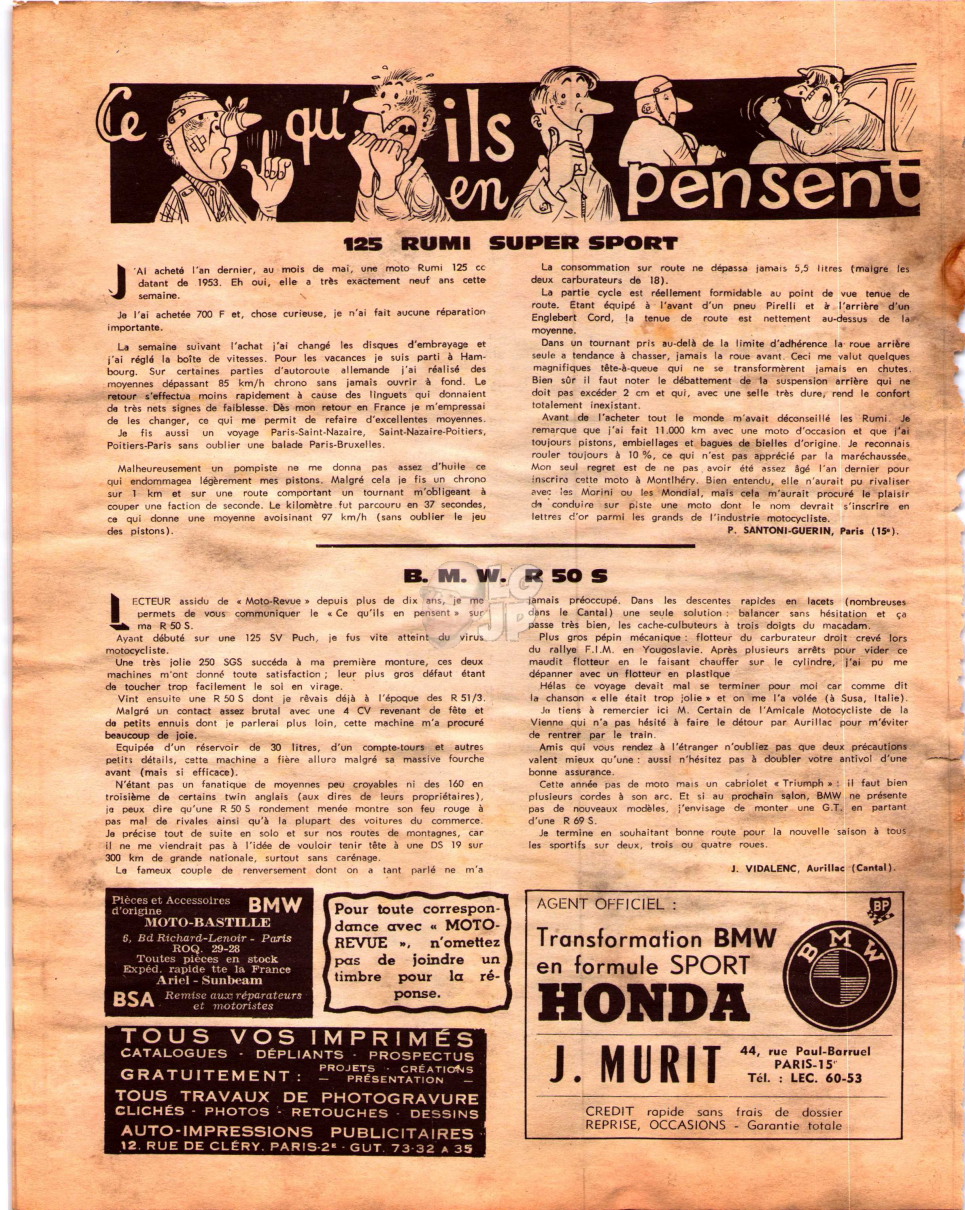 Ce qu'ils en pensent
125 RUMI SUPER SPORT
J'AI acheté l'an dernier, au mois de mai, une moto Rumi 125 cc
datant de 1953. Eh oui, elle a très exactement neuf ans cette
semaine.
Je l'ai achetée 700 F et, chose curieuse, je n'ai fait aucune réparation
importante.
La semaine suivant l'achat j'ai changé les disques d'embrayage et
j'ai réglé la boîte de vitesses. Pour les vacances je suis parti à Ham-
bourg. Sur certaines parties d'autoroute allemande j'ai réalisé des
moyennes dépassant 85 km/h chrono sans jamais ouvrir à fond. Le
retour s'effectua moins rapidement à cause des linguets qui donnaient
de très nets signes de faiblesse. Dès mon retour en France je m'empressai
de les changer, ce qui me permit de refaire d'excellentes moyennes.
Je fis aussi un voyage Paris-Saint-Nazaire, Saint-Nazaire-Poitiers,
Poitiers-Paris sans oublier une balade Paris-Bruxelles.
Malheureusement un pompiste ne me donna pas assez d'huile ce
qui endommagea légèrement mes pistons. Malgré cela je fis un chrono
sur 1 km et sur une route comportant un tournant m'obligeant à
couper une faction de seconde. Le kilomètre fut parcouru en 37 secondes,
ce qui donne une moyenne avoisinant 97 km/h (sans oublier le jeu
des pistons).
La consommation sur route ne dépassa jamais 5,5 litres (malgré les
deux carburateurs de 18).
La partie cycle est réellement formidable au point de vue tenue de
route. Etant équipé à l'avant d'un pneu Pirelli et à l'arrière d'un
Englebert Cord, la tenue de route est nettement au-dessus de la
moyenne.
Dans un tournant pris au-delà de la limite d'adhérence la roue arrière
seule a tendance à chasser, jamais la roue avant. Ceci me valut quelques
magnifiques tête-à-queue qui ne se transformèrent jamais en chutes.
Bien sûr il faut noter le débattement de la suspension arrière qui ne
doit pas excéder 2 cm et qui, avec une selle très dure, rend le confort
totalement inexistant.
Avant de l'acheter tout le monde m'avait déconseillé les Rumi. Je
remarque que j'ai fait 11.000 km avec une moto d'occasion et que j'ai
toujours pistons, embiellages et bagues de bielles d'origine. Je reconnais
rouler toujours à 10 %, ce qui n'est pas apprécié par la maréchaussée.
Mon seul regret est de ne pas avoir été assez âgé l'an dernier pour
inscrire cette moto à Montlhéry. Bien entendu, elle n'aurait pu rivaliser
avec les Morini ou les Mondial, mais cela m'aurait procuré le plaisir
de conduire sur piste une moto dont le nom devrait s'inscrire en
lettres d'or parmi les grands de l'industrie motocycliste.
P. SANTONI-GUERIN, Paris (15e).
B. M. W. R 50 S
LECTEUR assidu de « Moto-Revue » depuis plus de dix ans, je me
permets de vous communiquer le « Ce qu'ils en pensent » sur
ma R 50 S.
Ayant débuté sur une 125 SV Puch, je fus vite atteint du virus
motocycliste.
Une très jolie 250 SGS succéda à ma première monture, ces deux
machines m'ont donné toute satisfaction ; leur plus gros défaut étant
de toucher trop facilement le sol en virage.
Vint ensuite une R 50 S dont je rêvais déjà à l'époque des R 51/3.
Malgré un contact assez brutal avec une 4 CV revenant de fête et
de petits ennuis dont je parlerai plus loin, cette machine m'a procuré
beaucoup de joie.
Equipée d'un réservoir de 30 litres, d'un compte-tours et autres
petits détails, cette machine a fière allure malgré sa massive fourche
avant (mais si efficace).
N'étant pas un fanatique de moyennes peu croyables ni des 160 en
troisième de certains twin anglais (aux dires de leurs propriétaires),
je peux dire qu'une R 50 S rondement menée montre son feu rouge à
pas mal de rivales ainsi qu'à la plupart des voitures du commerce.
Je précise tout de suite en solo et sur nos routes de montagnes, car
il ne me viendrait pas à l'idée de vouloir tenir tête à une DS 19 sur
300 km de grande nationale, surtout sans carénage.
Le fameux couple de renversement dont on a tant parlé ne m'a
jamais préoccupé. Dans les descentes rapides en lacets (nombreuses
dans le Cantal) une seule solution : balancer sans hésitation et ça
passe très bien, les cache-culbuteurs à trois doigts du macadam.
Plus gros pépin mécanique : flotteur du carburateur droit crevé lors
du rallye F.I.M. en Yougoslavie. Après plusieurs arrêts pour vider ce
maudit flotteur en le faisant chauffer sur le cylindre, j'ai pu me
dépanner avec un flotteur en plastique
Hélas ce voyage devait mal se terminer pour moi car comme dit
la chanson « elle était trop jolie » et on me l'a volée (à Susa, Italie).
Je tiens à remercier ici M. Certain de l'Amicale Motocycliste de la
Vienne qui n'a pas hésité à faire le détour par Aurillac pour m'éviter
de rentrer par le train.
Amis qui vous rendez à l'étranger n'oubliez pas que deux précautions
valent mieux qu'une : aussi n'hésitez pas à doubler votre antivol d'une
bonne assurance.
Cette année pas de moto mais un cabriolet « Triumph » : il faut bien
plusieurs cordes à son arc. Et si au prochain salon, BMW ne présente
pas de nouveaux modèles, j'envisage de monter une G.T. en partant
d'une R 69 S.
Je termine en souhaitant bonne route pour la nouvelle saison à tous
les sportifs sur deux, trois ou quatre roues.
J. VIDALENC, Aurillac (Cantal).
LG
JP
Pièces et Accessoires
d'origine BMW
MOTO-BASTILLE
6, Bd Richard-Lenoir - Paris
ROQ. 29-28
Toutes pièces en stock
Expéd. rapide tte la France
Ariel - Sunbeam
BSA Remise aux réparateurs
et motoristes
Pour toute correspon-
dance avec « MOTO-
REVUE », n'omettez
pas de joindre un
timbre pour la ré-
ponse.
TOUS VOS IMPRIMÉS
CATALOGUES - DÉPLIANTS - PROSPECTUS
GRATUITEMENT : PROJETS - CRÉATIONS
— PRÉSENTATION —
TOUS TRAVAUX DE PHOTOGRAVURE
CLICHÉS - PHOTOS - RETOUCHES - DESSINS
AUTO-IMPRESSIONS PUBLICITAIRES
12, RUE DE CLÉRY, PARIS-2E - GUT. 73-32 A 35
AGENT OFFICIEL :
BP
Transformation BMW
en formule SPORT
HONDA
BMW
J. MURIT
44, rue Paul-Barruel
PARIS-15e
Tél. : LEC. 60-53
CREDIT rapide sans frais de dossier
REPRISE, OCCASIONS - Garantie totale